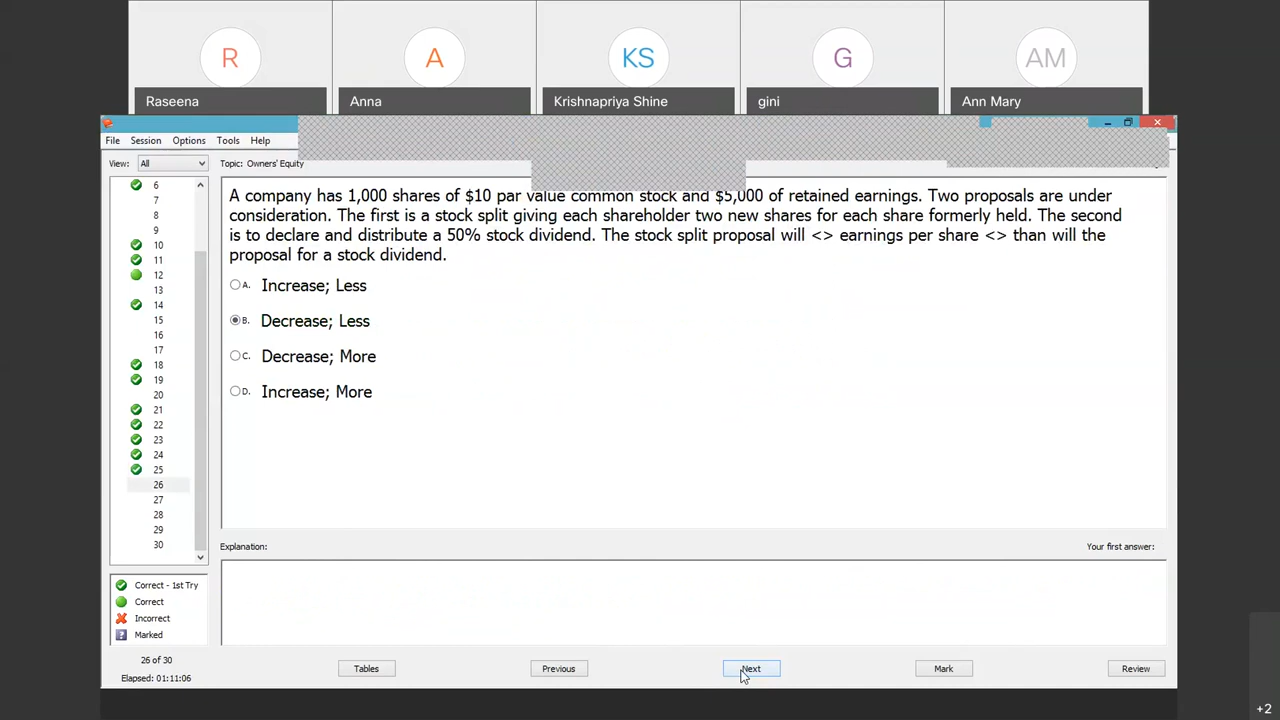 R
A
KS
G
AM
Raseena
Anna
Krishnapriya Shine
gini
Ann Mary
File Session Options Tools Help
View: All
Topic: Owners' Equity
6
7
8
9
10
11
12
13
14
15
16
17
18
19
20
21
22
23
24
25
26
27
28
29
30
A company has 1,000 shares of $10 par value common stock and $5,000 of retained earnings. Two proposals are under
consideration. The first is a stock split giving each shareholder two new shares for each share formerly held. The second
is to declare and distribute a 50% stock dividend. The stock split proposal will <> earnings per share <> than will the
proposal for a stock dividend.
A. Increase; Less
B. Decrease; Less
C. Decrease; More
D. Increase; More
Explanation:
Your first answer:
Correct - 1st Try
Correct
Incorrect
Marked
26 of 30
Elapsed: 01:11:06
Tables
Previous
Next
Mark
Review
+2